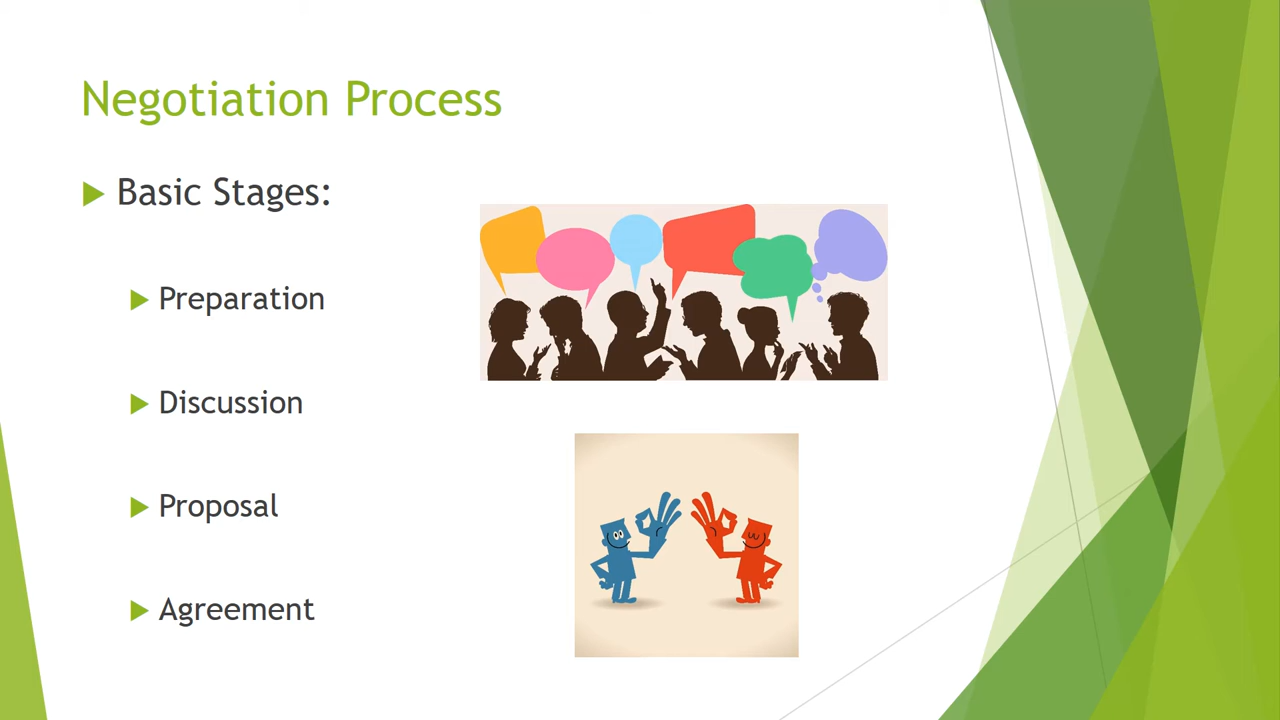 Negotiation Process
Basic Stages:
Preparation
Discussion
Proposal
Agreement